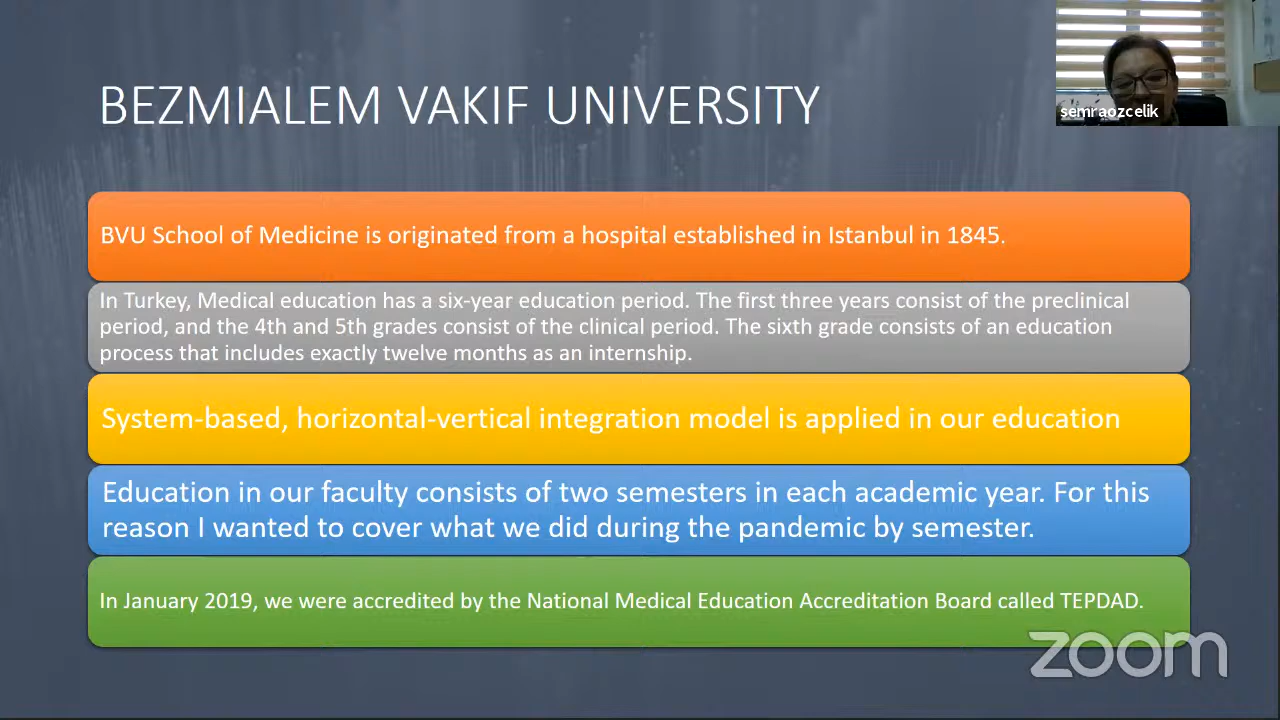 BEZMIALEM VAKIF UNIVERSITY
semraozcelik
BVU School of Medicine is originated from a hospital established in Istanbul in 1845.
In Turkey, Medical education has a six-year education period. The first three years consist of the preclinical
period, and the 4th and 5th grades consist of the clinical period. The sixth grade consists of an education
process that includes exactly twelve months as an internship.
System-based, horizontal-vertical integration model is applied in our education
Education in our faculty consists of two semesters in each academic year. For this
reason I wanted to cover what we did during the pandemic by semester.
In January 2019, we were accredited by the National Medical Education Accreditation Board called TEPDAD.
zoom